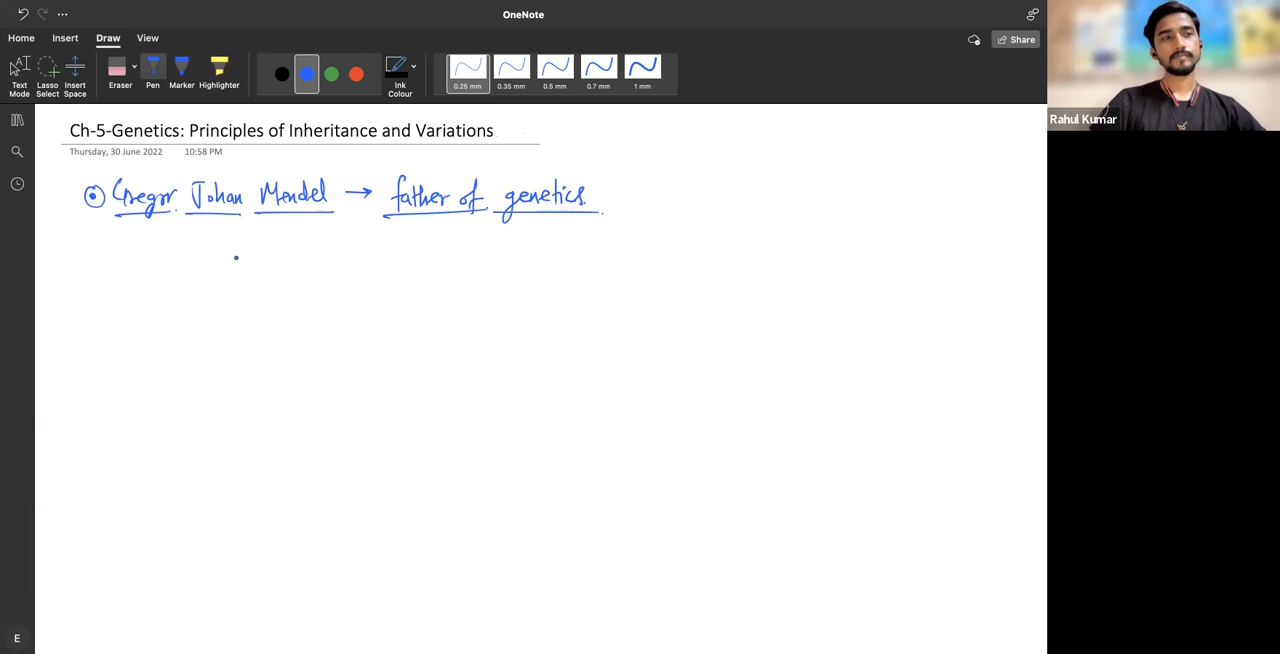 OneNote
Home Insert Draw View
Share
Text Mode
Lasso Select
Insert Space
Eraser
Pen
Marker
Highlighter
Ink Colour
0.25 mm 0.35 mm 0.5 mm 0.7 mm 1 mm
Rahul Kumar
Ch-5-Genetics: Principles of Inheritance and Variations
Thursday, 30 June 2022 10:58 PM
Gregor Johan Mendel → father of genetics.
E